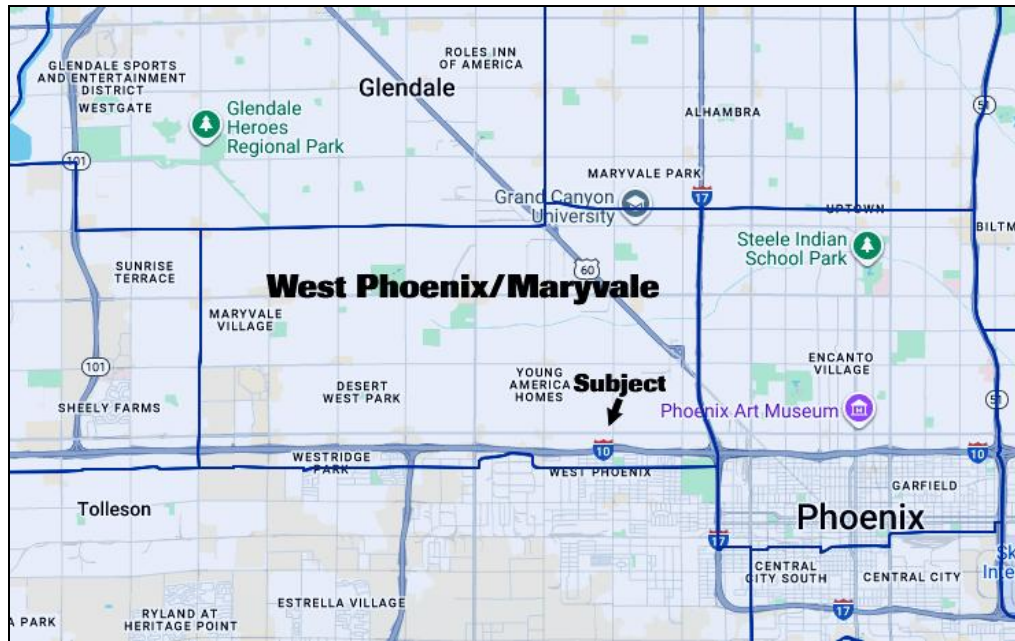 ROLES INN
OF AMERICA
GLENDALE SPORTS
AND ENTERTAINMENT
DISTRICT
WESTGATE
Glendale
51
Glendale
Heroes
Regional Park
ALHAMBRA
101
MARYVALE PARK
Grand Canyon
University
17
UPTOWN
BILTM
Steele Indian
School Park
SUNRISE
TERRACE
60
West Phoenix/Maryvale
MARYVALE
VILLAGE
101
ENCANTO
VILLAGE
YOUNG
AMERICA
HOMES
Subject
DESERT
WEST PARK
SHEELY FARMS
Phoenix Art Museum
51
10
10
WESTRIDGE
PARK
WEST PHOENIX
GARFIELD
Tolleson
Phoenix
17
Sk
Inte
CENTRAL
CITY SOUTH
CENTRAL CITY
ESTRELLA VILLAGE
17
RYLAND AT
HERITAGE POINT
A PARK